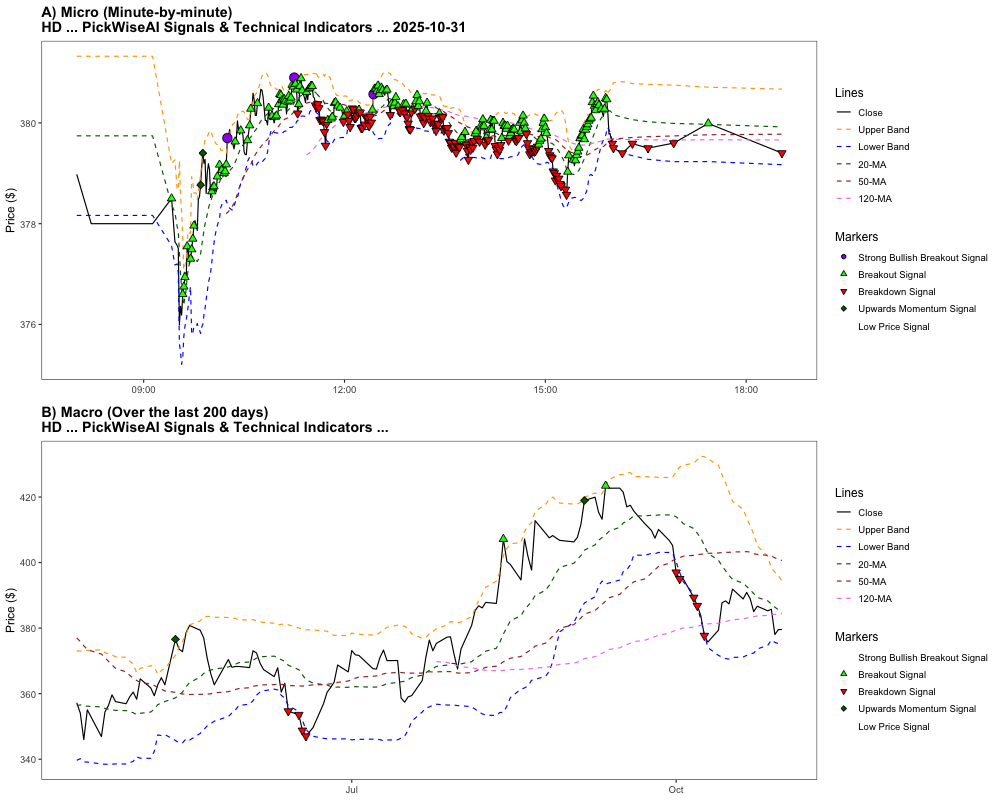 A) Micro (Minute-by-minute)
HD ... PickWiseAI Signals & Technical Indicators ... 2025-10-31
Price ($)
380
378
376
09:00
12:00
15:00
18:00
Lines
Close
Upper Band
Lower Band
20-MA
50-MA
120-MA
Markers
Strong Bullish Breakout Signal
Breakout Signal
Breakdown Signal
Upwards Momentum Signal
Low Price Signal
B) Macro (Over the last 200 days)
HD ... PickWiseAI Signals & Technical Indicators ...
Price ($)
420
400
380
360
340
Jul
Oct
Lines
Close
Upper Band
Lower Band
20-MA
50-MA
120-MA
Markers
Strong Bullish Breakout Signal
Breakout Signal
Breakdown Signal
Upwards Momentum Signal
Low Price Signal